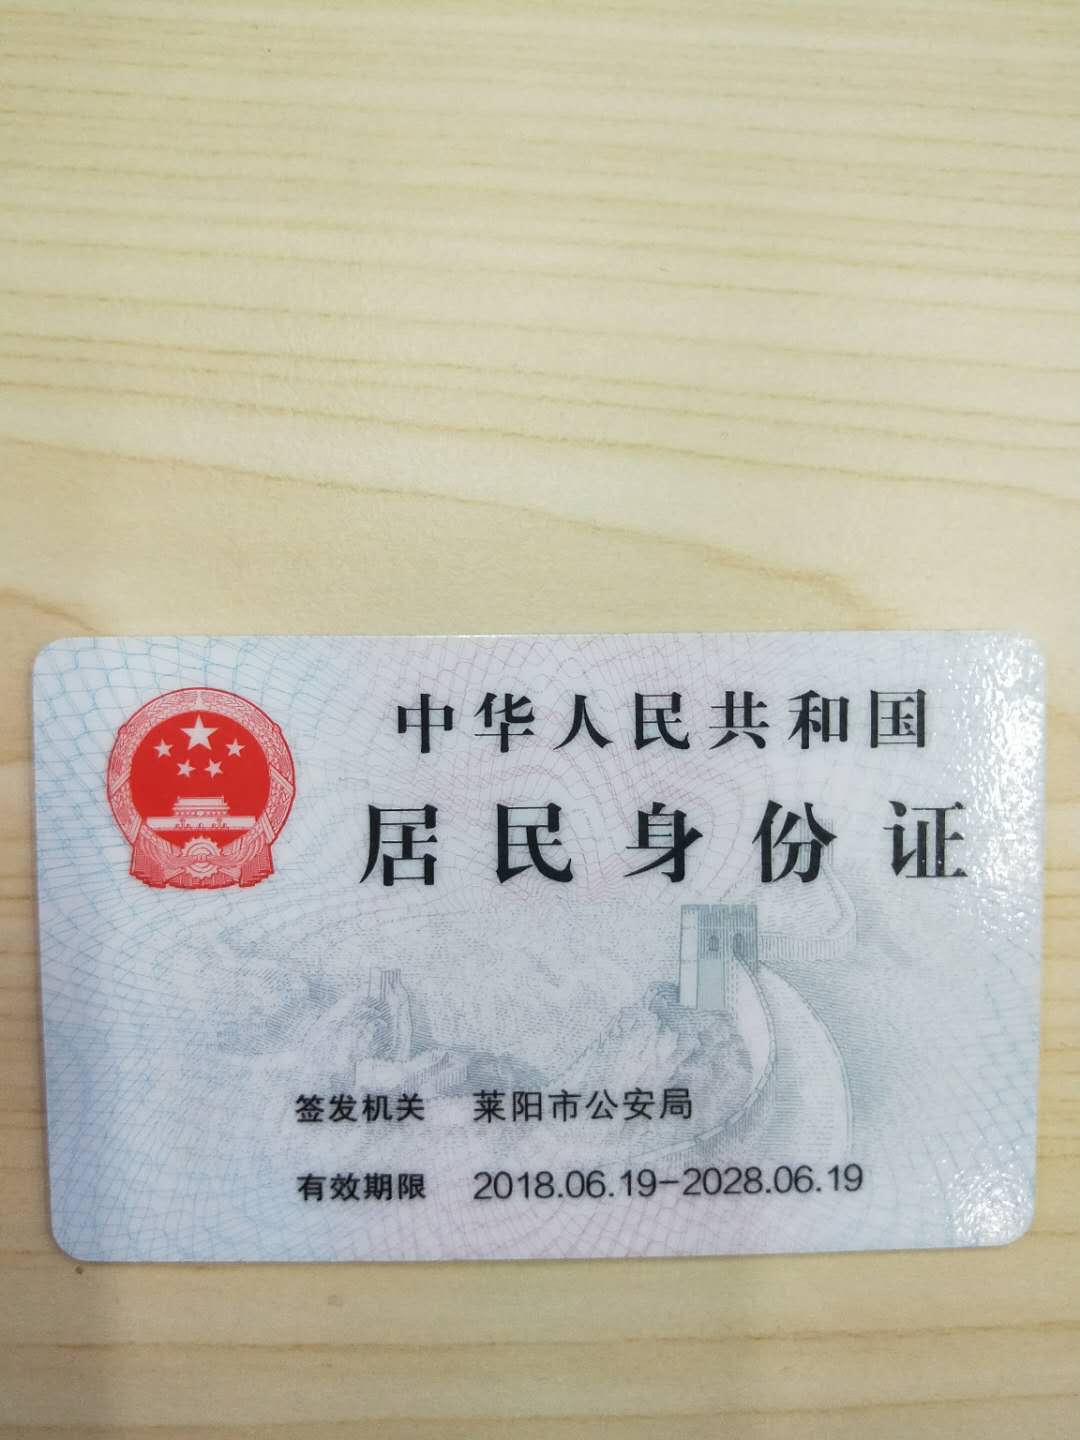 中华人民共和国
居民身份证
签发机关 莱阳市公安局
有效期限 2018.06.19-2028.06.19